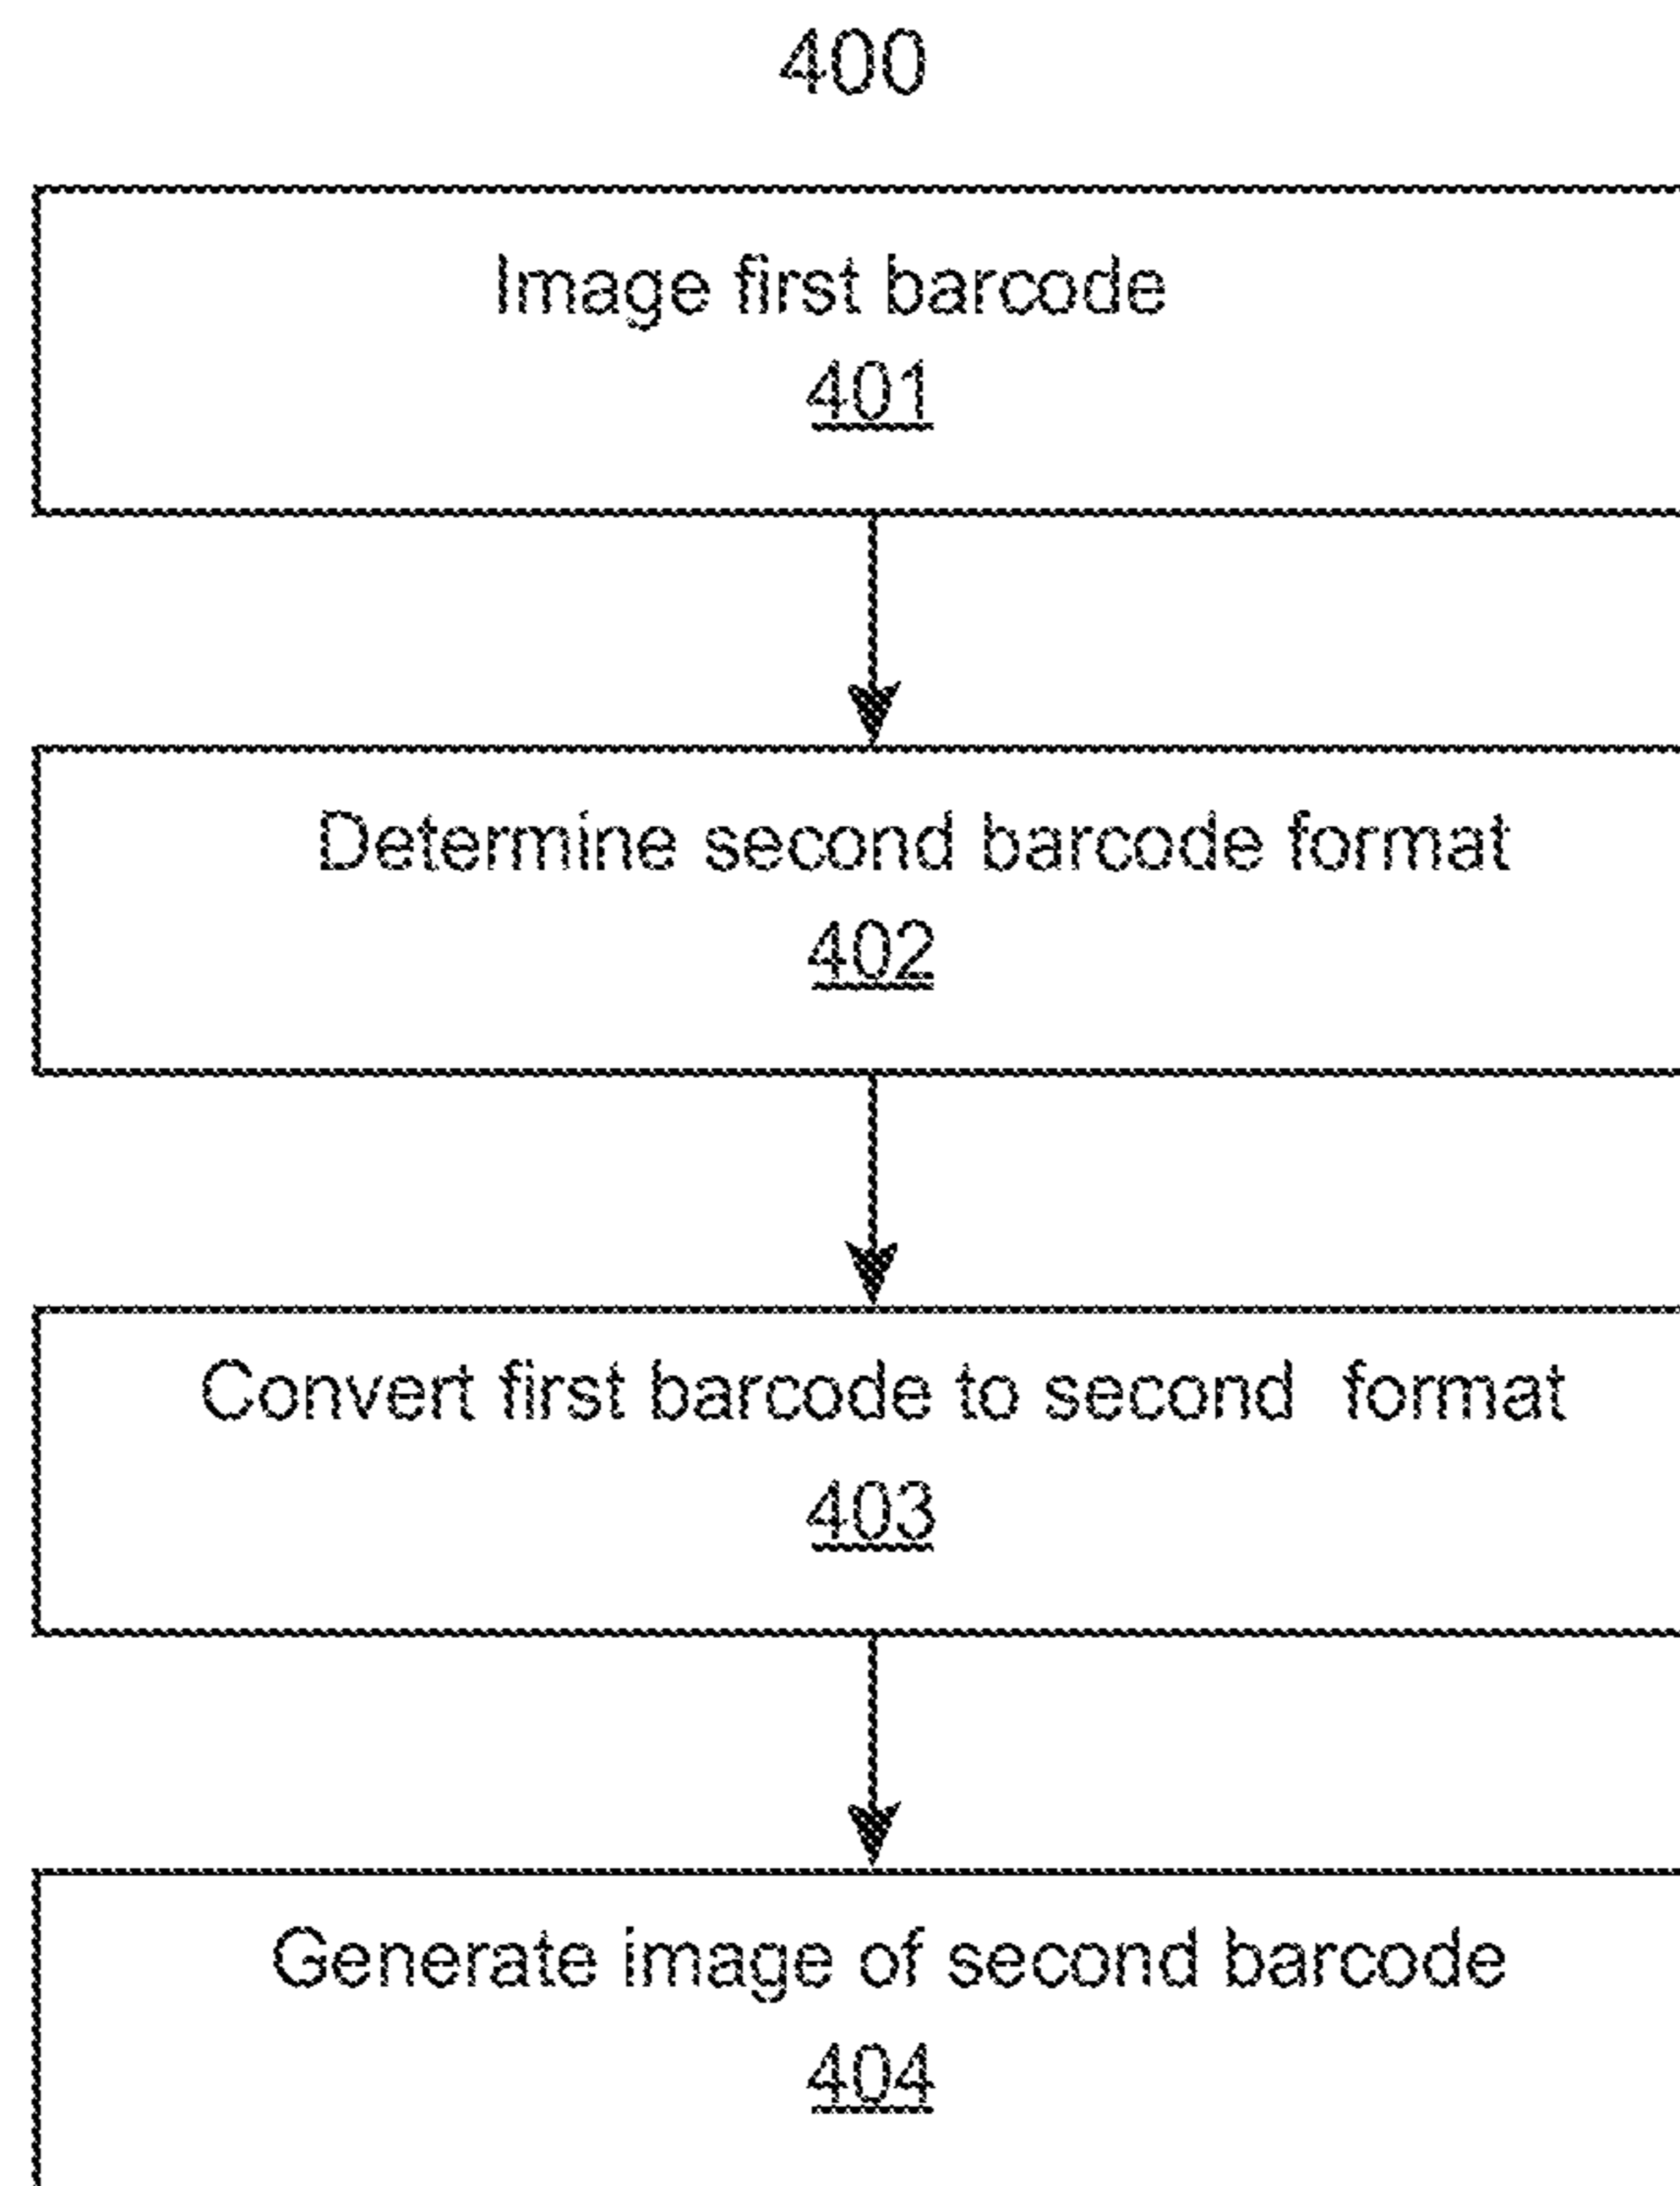 400
Image first barcode
401
Determine second barcode format
402
Convert first barcode to second format
403
Generate image of second barcode
404